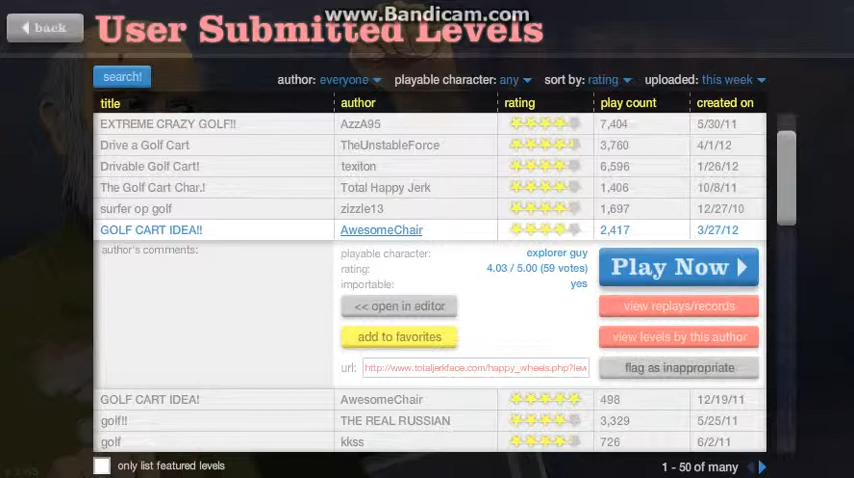 www.Bandicam.com
back
User Submitted Levels
search!
author: everyone playable character: any sort by: rating uploaded: this week
title author rating play count created on
EXTREME CRAZY GOLF!! AzzA95 7,404 5/30/11
Drive a Golf Cart TheUnstableForce 3,760 4/1/12
Drivable Golf Cart! texiton 6,596 1/26/12
The Golf Cart Char.! Total Happy Jerk 1,406 10/8/11
surfer op golf zizzle13 1,697 12/27/10
GOLF CART IDEA!! AwesomeChair 2,417 3/27/12
author's comments:
playable character: explorer guy
rating: 4.03 / 5.00 (59 votes)
importable: yes
Play Now
<< open in editor
view replays/records
add to favorites
view levels by this author
url: http://www.totaljerkface.com/happy_wheels.php?lev
flag as inappropriate
GOLF CART IDEA! AwesomeChair 498 12/19/11
golf!! THE REAL RUSSIAN 3,329 5/25/11
golf kkss 726 6/2/11
only list featured levels
1 - 50 of many